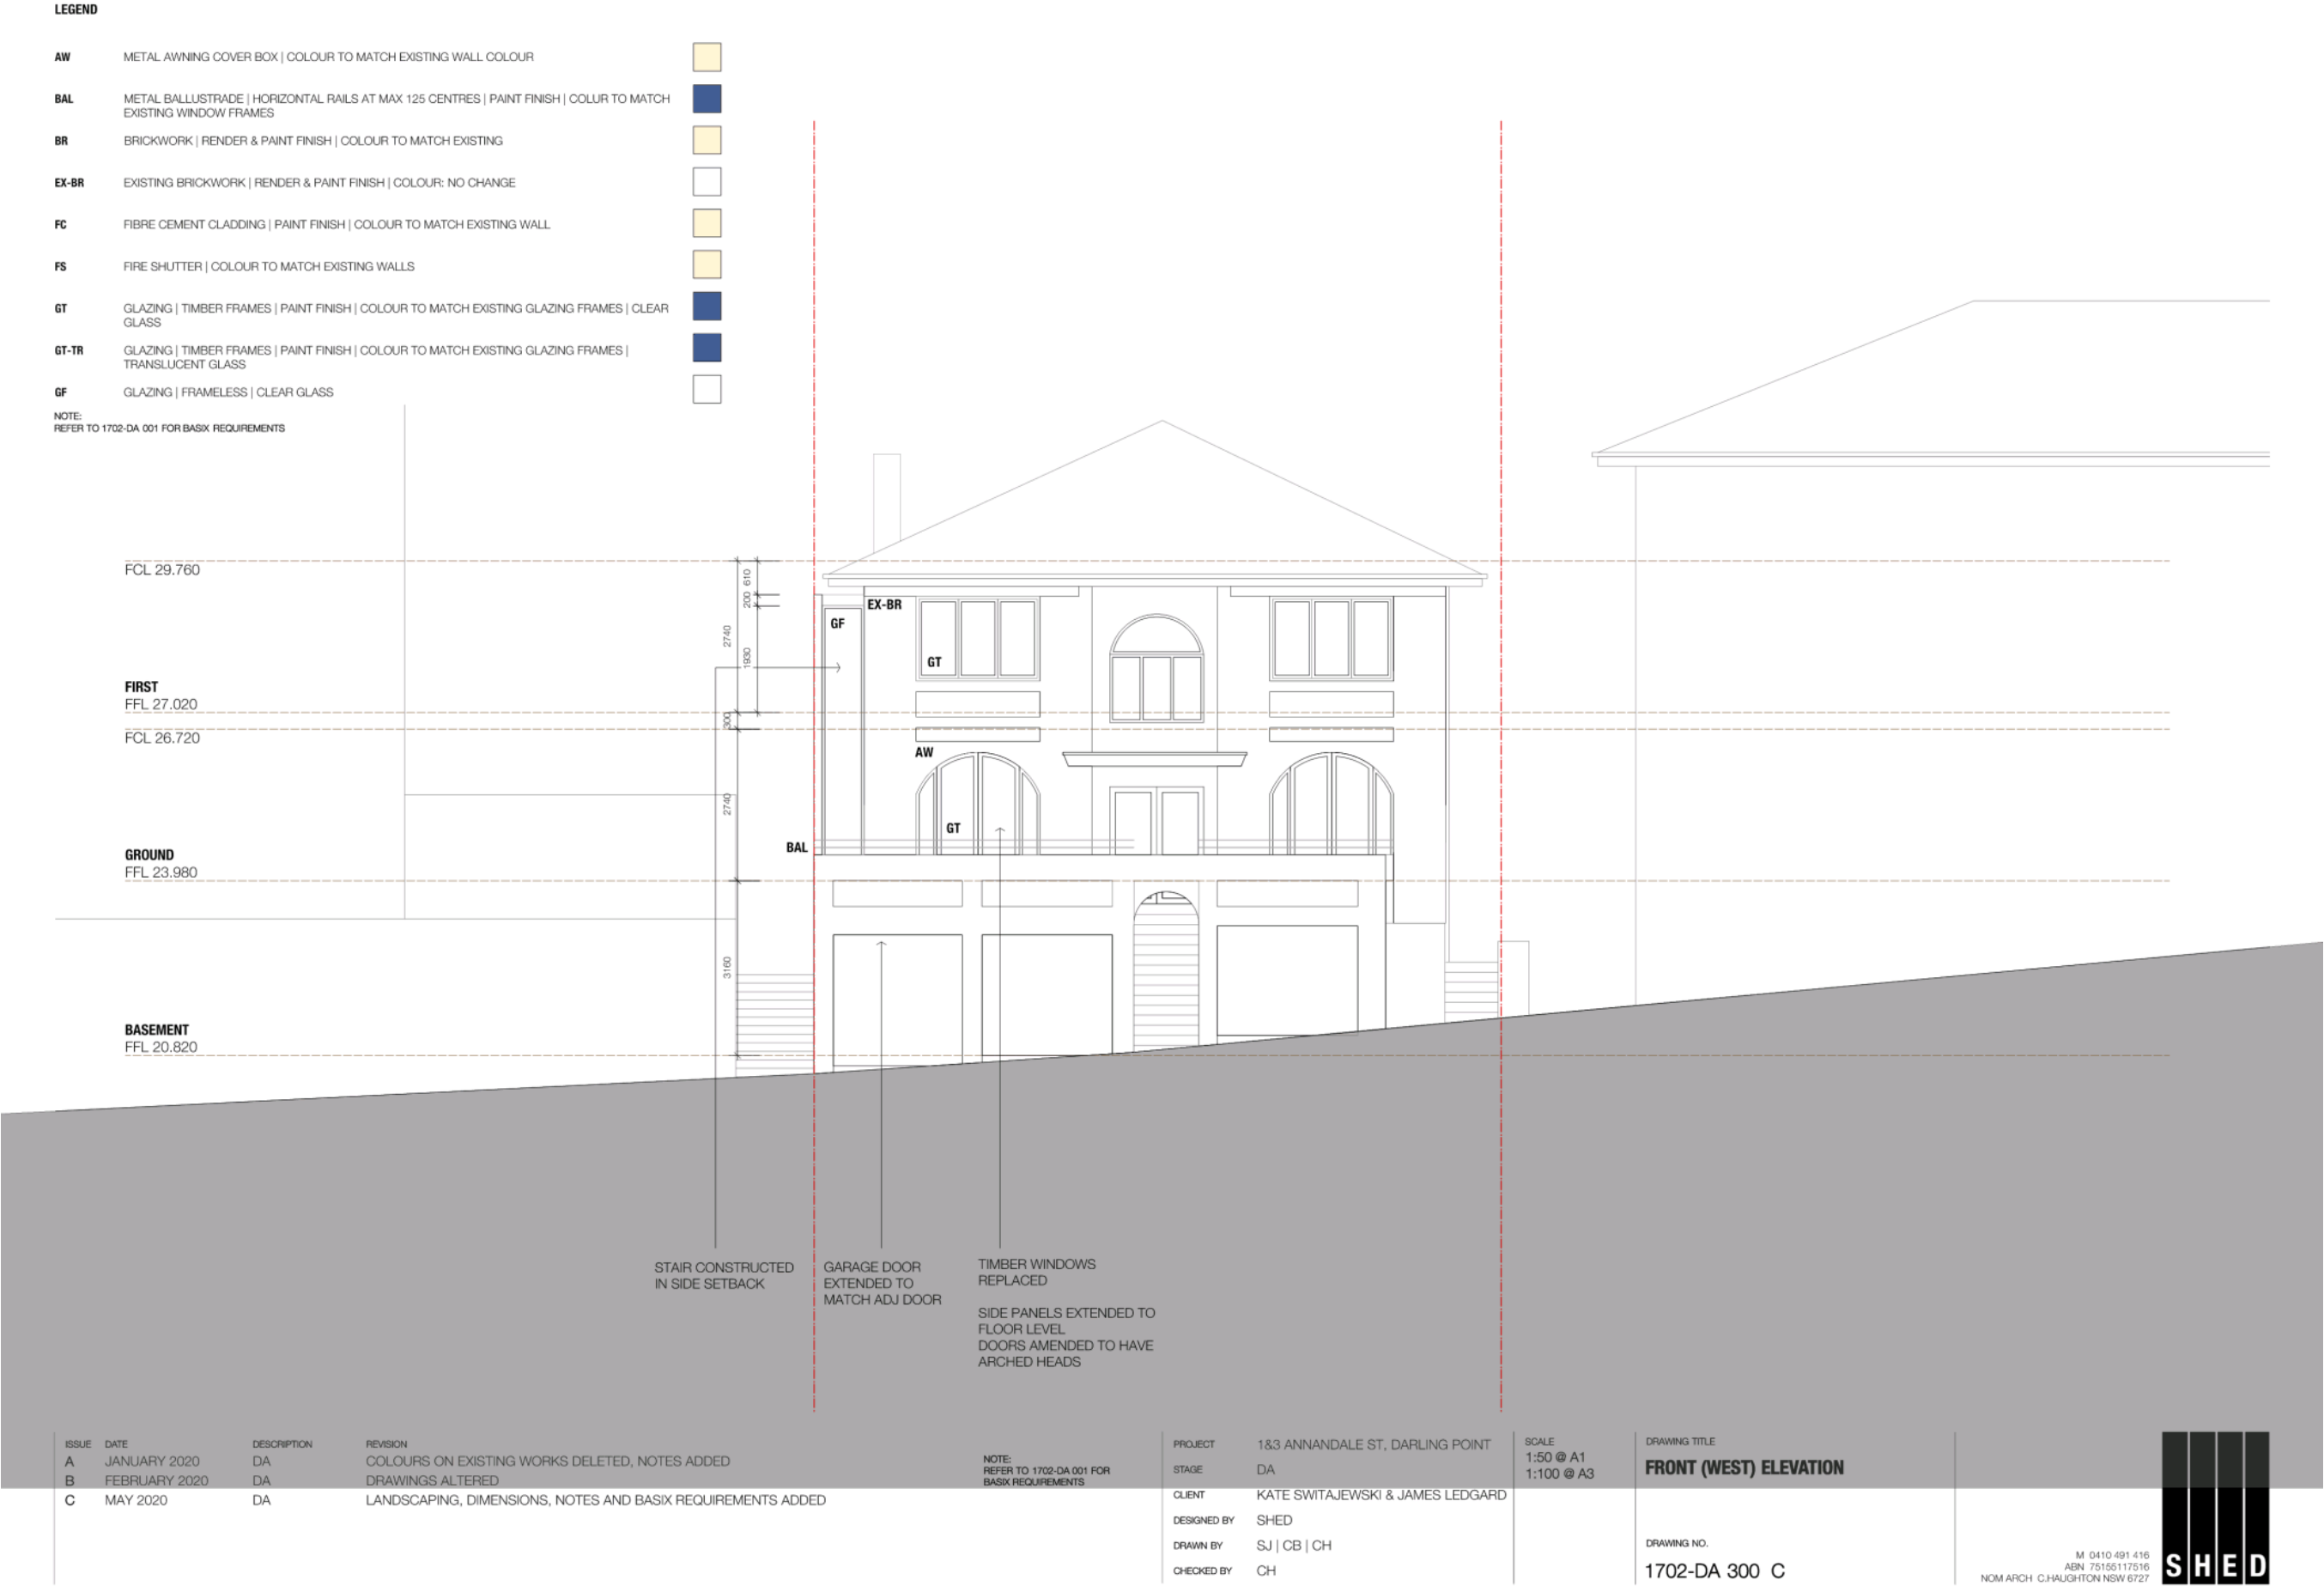 LEGEND
AW METAL AWNING COVER BOX | COLOUR TO MATCH EXISTING WALL COLOUR
BAL METAL BALLUSTRADE | HORIZONTAL RAILS AT MAX 125 CENTRES | PAINT FINISH | COLUR TO MATCH
EXISTING WINDOW FRAMES
BR BRICKWORK | RENDER & PAINT FINISH | COLOUR TO MATCH EXISTING
EX-BR EXISTING BRICKWORK | RENDER & PAINT FINISH | COLOUR: NO CHANGE
FC FIBRE CEMENT CLADDING | PAINT FINISH | COLOUR TO MATCH EXISTING WALL
FS FIRE SHUTTER | COLOUR TO MATCH EXISTING WALLS
GT GLAZING | TIMBER FRAMES | PAINT FINISH | COLOUR TO MATCH EXISTING GLAZING FRAMES | CLEAR
GLASS
GT-TR GLAZING | TIMBER FRAMES | PAINT FINISH | COLOUR TO MATCH EXISTING GLAZING FRAMES |
TRANSLUCENT GLASS
GF GLAZING | FRAMELESS | CLEAR GLASS
NOTE:
REFER TO 1702-DA 001 FOR BASIX REQUIREMENTS
FCL 29.760
FIRST
FFL 27.020
FCL 26.720
GROUND
FFL 23.980
BASEMENT
FFL 20.820
610
200
2740
1930
300
2740
3160
EX-BR
GF
GT
AW
GT
BAL
STAIR CONSTRUCTED
IN SIDE SETBACK
GARAGE DOOR
EXTENDED TO
MATCH ADJ DOOR
TIMBER WINDOWS
REPLACED
SIDE PANELS EXTENDED TO
FLOOR LEVEL
DOORS AMENDED TO HAVE
ARCHED HEADS
ISSUE DATE DESCRIPTION REVISION
A JANUARY 2020 DA COLOURS ON EXISTING WORKS DELETED, NOTES ADDED
B FEBRUARY 2020 DA DRAWINGS ALTERED
C MAY 2020 DA LANDSCAPING, DIMENSIONS, NOTES AND BASIX REQUIREMENTS ADDED
NOTE:
REFER TO 1702-DA 001 FOR
BASIX REQUIREMENTS
PROJECT 1&3 ANNANDALE ST, DARLING POINT
STAGE DA
CLIENT KATE SWITAJEWSKI & JAMES LEDGARD
DESIGNED BY SHED
DRAWN BY SJ | CB | CH
CHECKED BY CH
SCALE
1:50 @ A1
1:100 @ A3
DRAWING TITLE
FRONT (WEST) ELEVATION
DRAWING NO.
1702-DA 300 C
M 0410 491 416
ABN 75155117516
NOM ARCH C.HAUGHTON NSW 6727
SHED